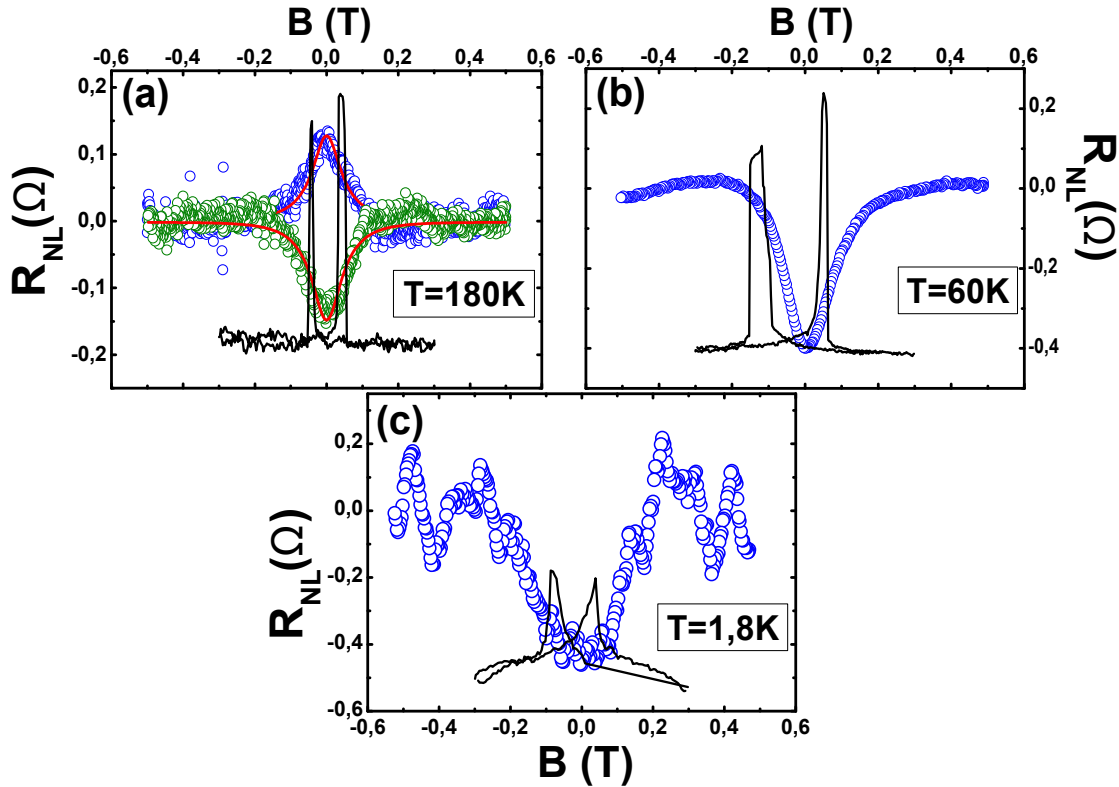 B (T)
B (T)
-0,6 -0,4 -0,2 0,0 0,2 0,4 0,6
-0,6 -0,4 -0,2 0,0 0,2 0,4 0,6
(a)
(b)
0,2
0,1
0,0
-0,1
-0,2
R_NL(Ω)
T=180K
0,2
0,0
-0,2
-0,4
R_NL(Ω)
T=60K
(c)
0,2
0,0
-0,2
-0,4
-0,6
R_NL(Ω)
T=1,8K
-0,6 -0,4 -0,2 0,0 0,2 0,4 0,6
B (T)